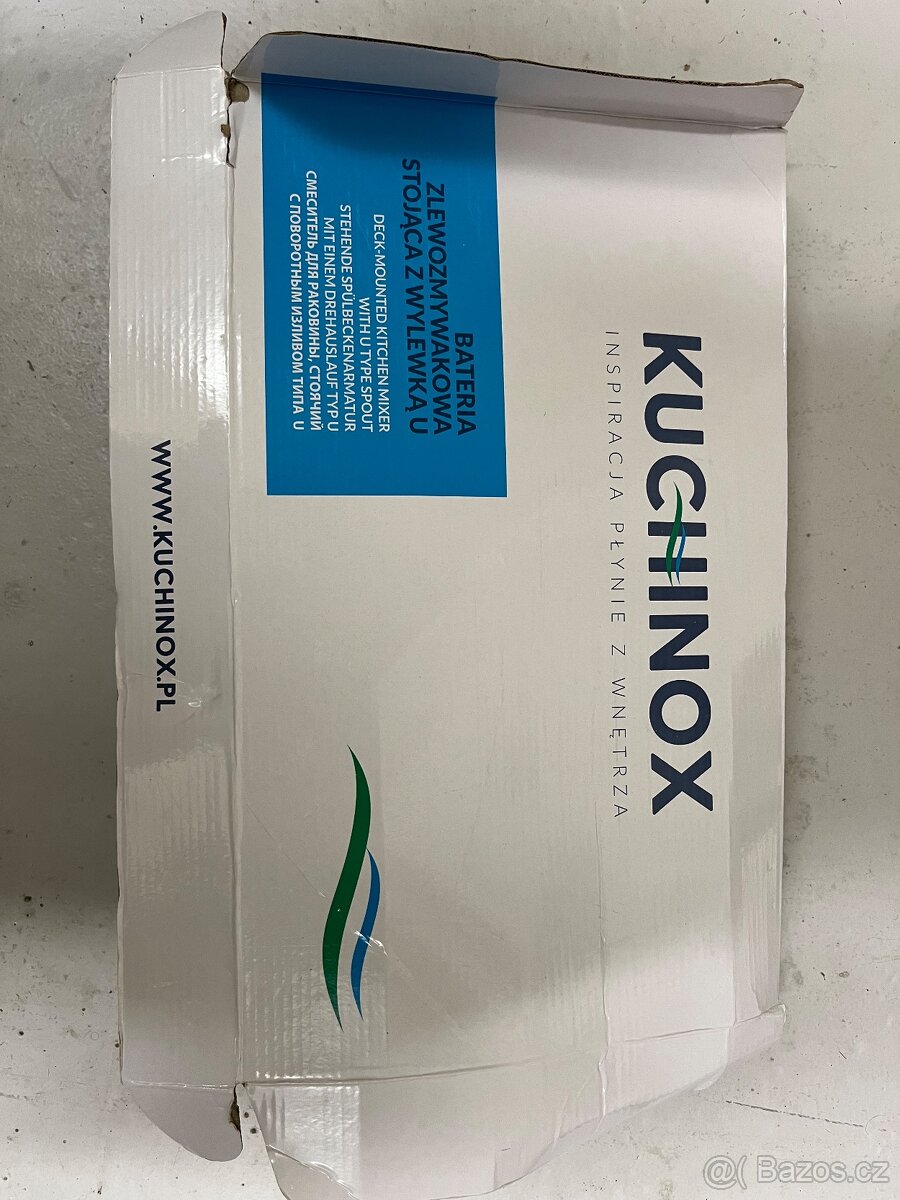 KUCHINOX
INSPIRACJA PŁYNIE Z WNĘTRZA
BATERIA
ZLEWOZMYWAKOWA
STOJĄCA Z WYLEWKĄ U
DECK-MOUNTED KITCHEN MIXER
WITH U TYPE SPOUT
STEHENDE SPÜLBECKENARMATUR
MIT EINEM DREHAUSLAUF TYP U
СМЕСИТЕЛЬ ДЛЯ РАКОВИНЫ, СТОЯЧИЙ
С ПОВОРОТНЫМ ИЗЛИВОМ ТИПА U
WWW.KUCHINOX.PL
@( Bazos.cz